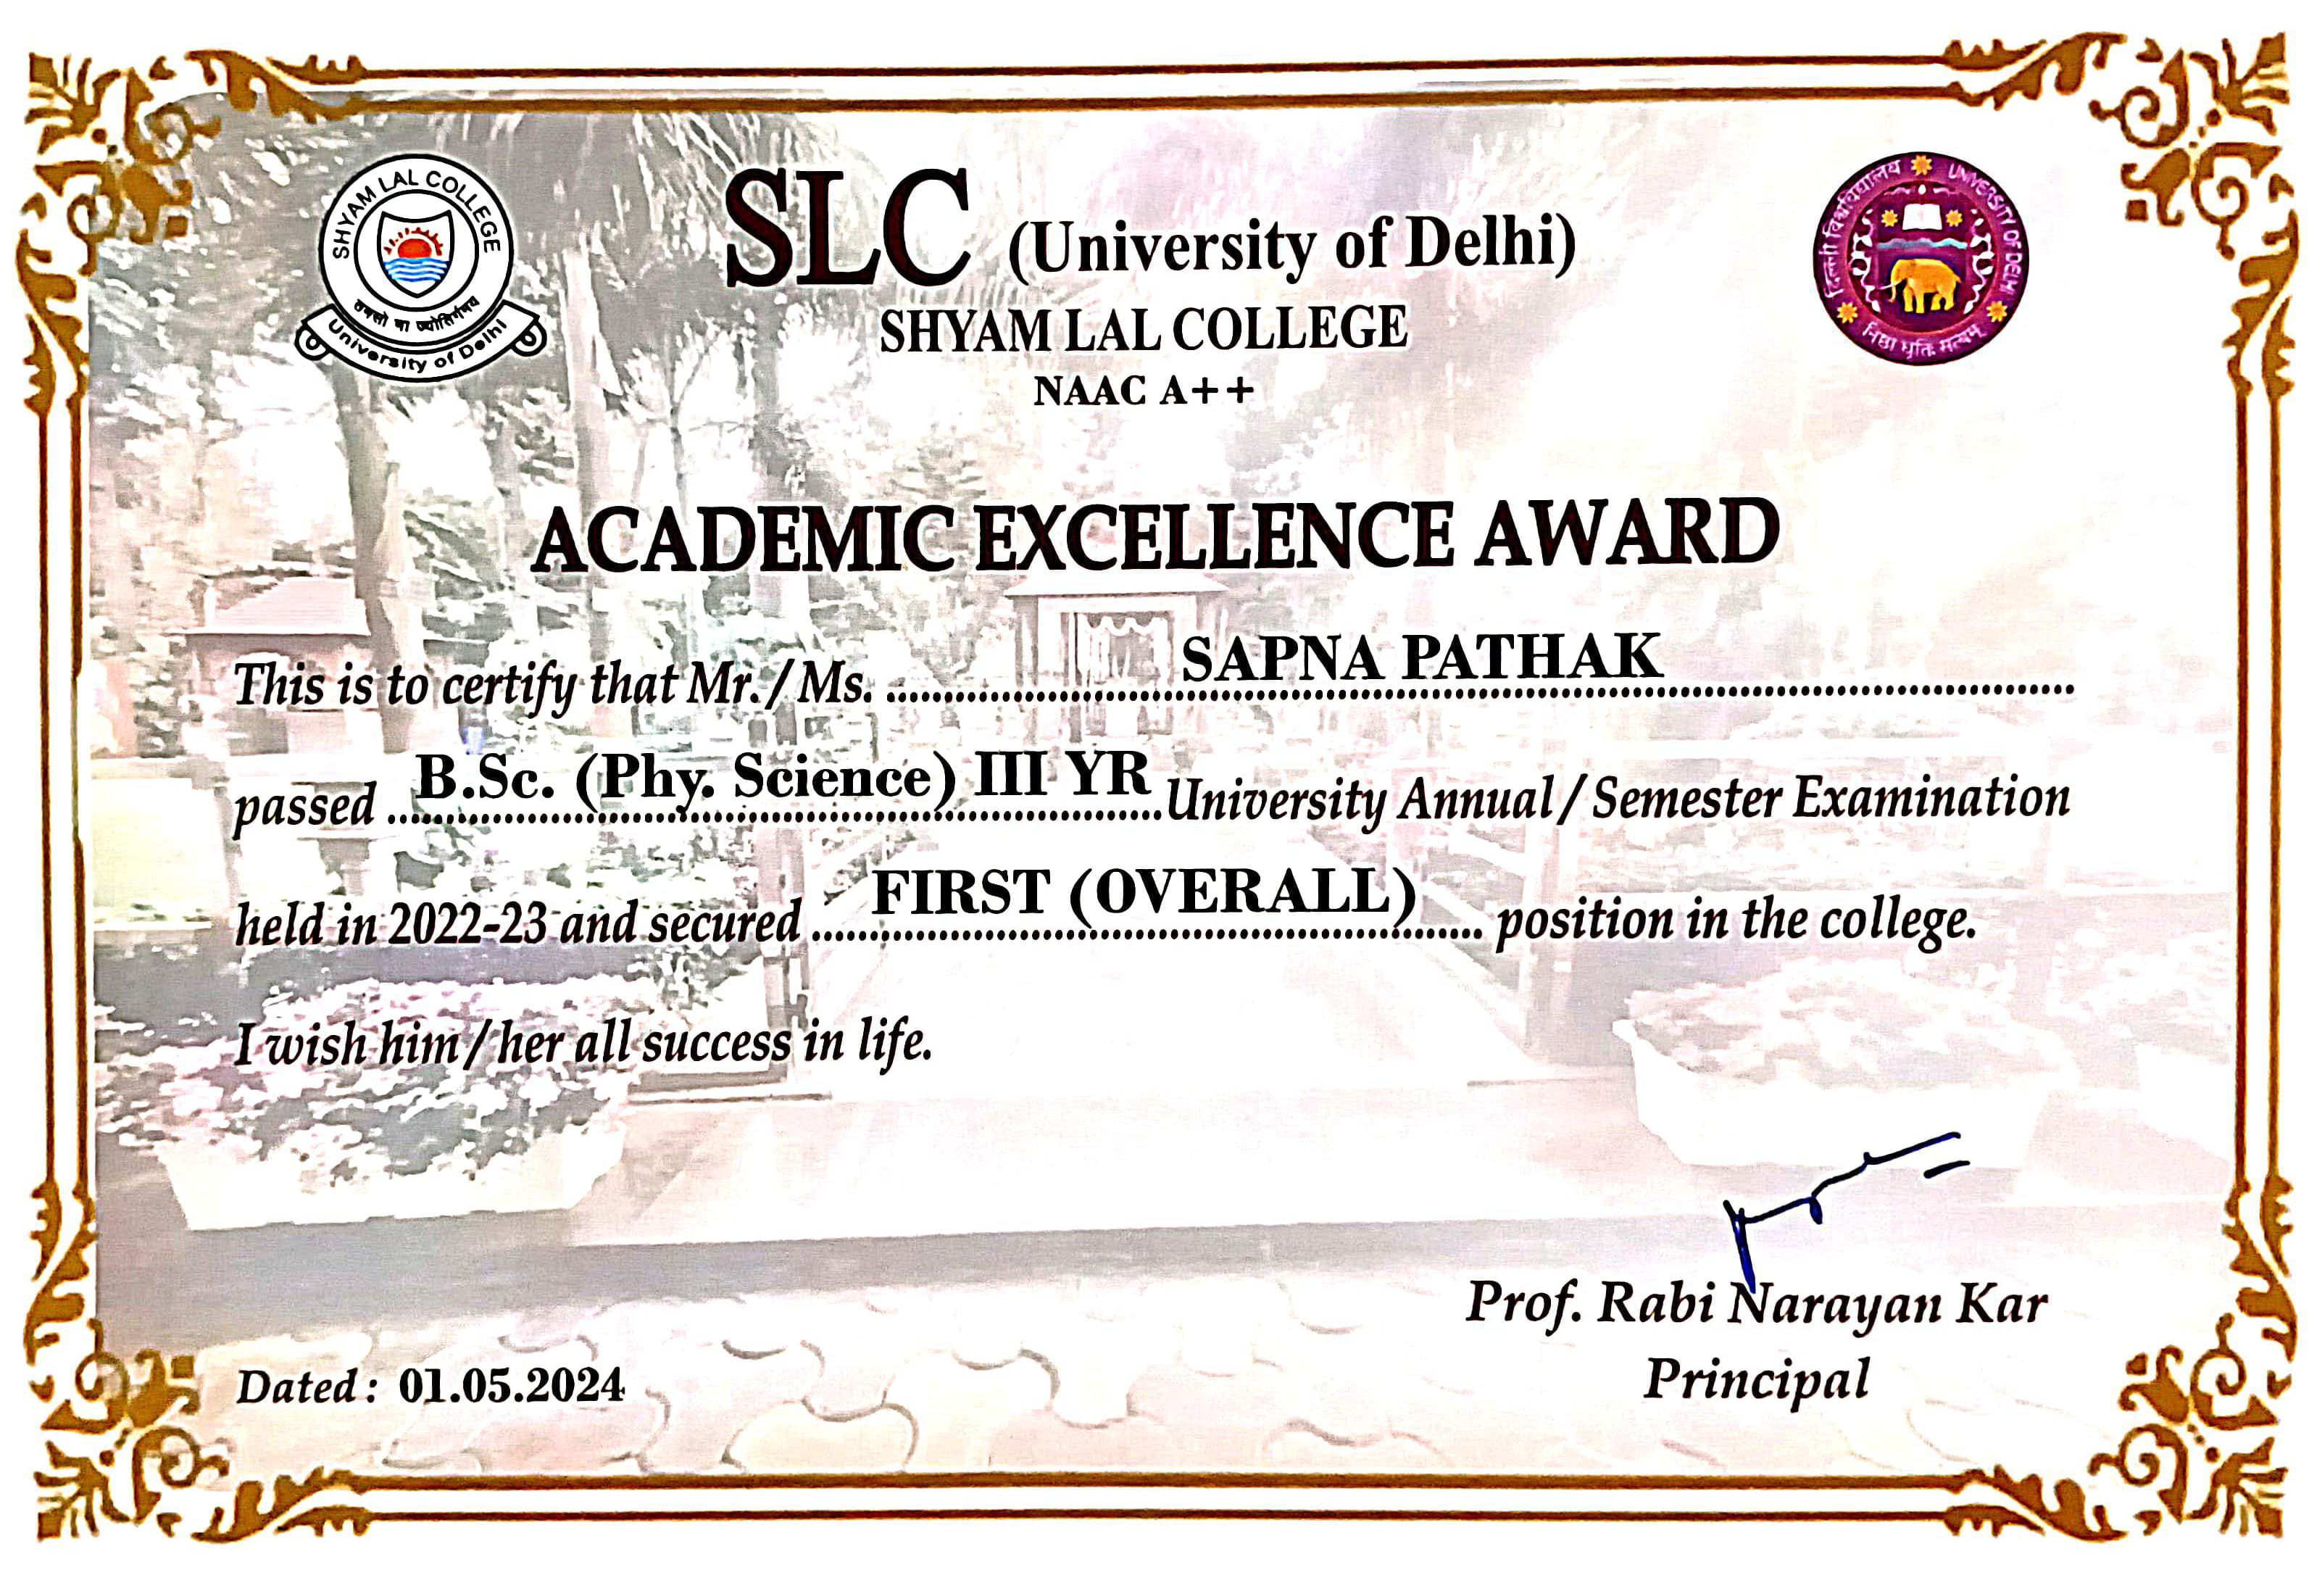 SHYAM LAL COLLEGE
तमसो मा ज्योतिर्गमय
University of Delhi
SLC (University of Delhi)
SHYAM LAL COLLEGE
NAAC A++
दिल्ली विश्वविद्यालय UNIVERSITY OF DELHI
निष्ठा धृतिः सत्यम्
ACADEMIC EXCELLENCE AWARD
This is to certify that Mr./Ms. SAPNA PATHAK
passed B.Sc. (Phy. Science) III YR University Annual/Semester Examination
held in 2022-23 and secured FIRST (OVERALL) position in the college.
I wish him/her all success in life.
Prof. Rabi Narayan Kar
Principal
Dated: 01.05.2024